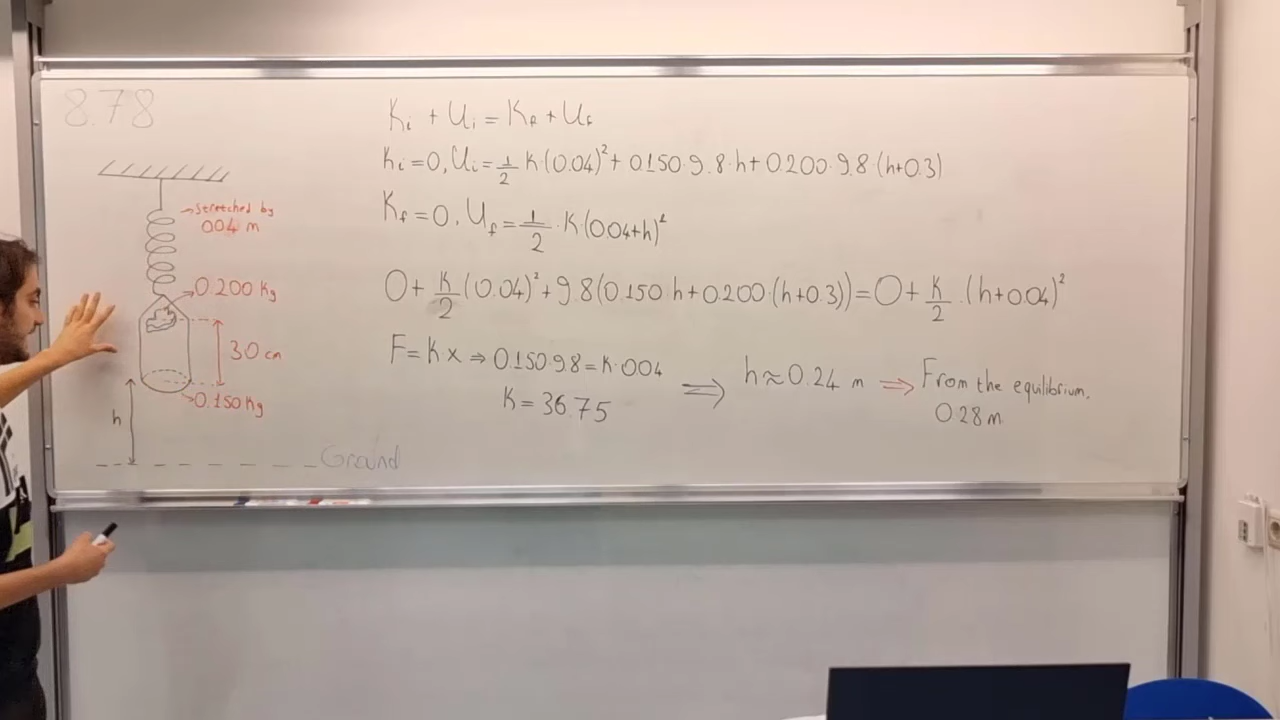 8.78
Stretched by
0.04 m
0.200 Kg
30 cm
0.150 Kg
h
Ground
Ki + Ui = Kf + Uf
Ki = 0, Ui = 1/2 K (0.04)² + 0.150·9.8·h + 0.200·9.8·(h+0.3)
Kf = 0, Uf = 1/2 · K (0.04+h)²
0 + K/2 (0.04)² + 9.8(0.150·h + 0.200·(h+0.3)) = 0 + K/2 · (h+0.04)²
F = K x ⇒ 0.150·9.8 = K·0.04
K = 36.75
⇒ h ≈ 0.24 m ⇒ From the equilibrium,
0.28 m